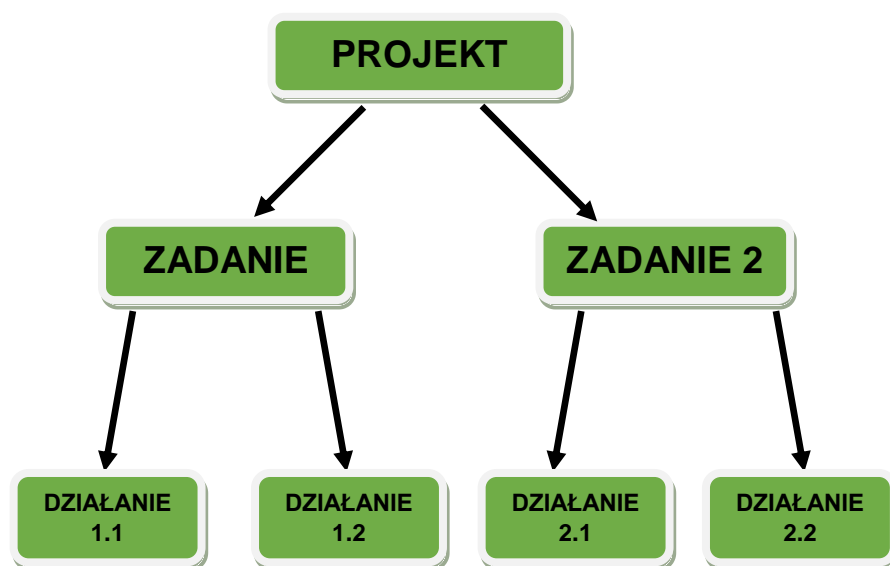 PROJEKT
ZADANIE
ZADANIE 2
DZIAŁANIE
1.1
DZIAŁANIE
1.2
DZIAŁANIE
2.1
DZIAŁANIE
2.2